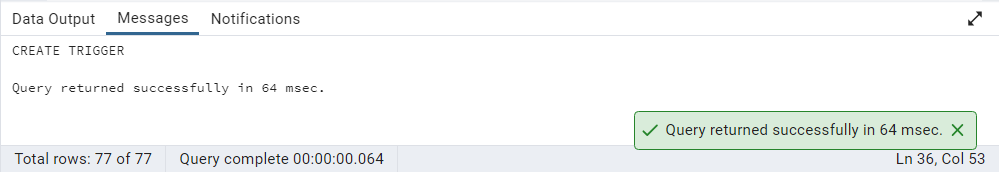 Data Output Messages Notifications
CREATE TRIGGER
Query returned successfully in 64 msec.
Query returned successfully in 64 msec.
Total rows: 77 of 77 Query complete 00:00:00.064 Ln 36, Col 53